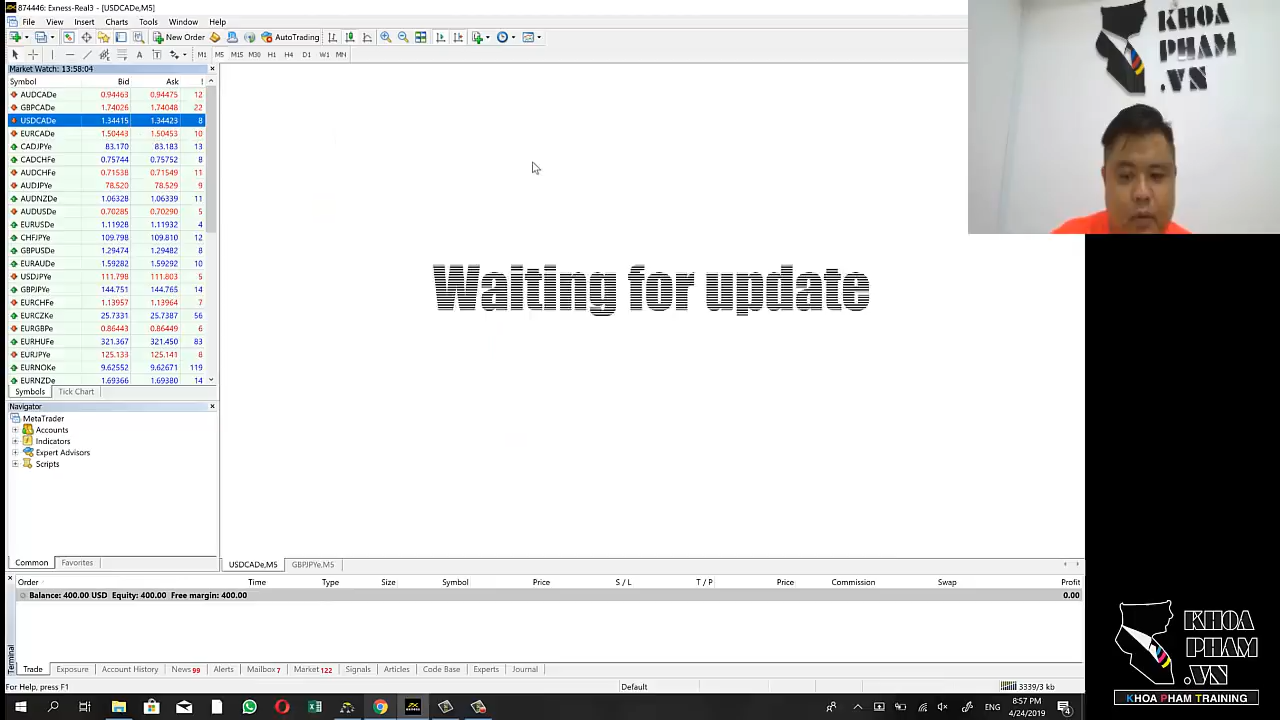 874446: Exness-Real3 - [USDCADe,M5]
File View Insert Charts Tools Window Help
New Order AutoTrading
M1 M5 M15 M30 H1 H4 D1 W1 MN
Market Watch: 13:58:04
Symbol Bid Ask !
AUDCADe 0.94463 0.94475 12
GBPCADe 1.74026 1.74048 22
USDCADe 1.34415 1.34423 8
EURCADe 1.50443 1.50453 10
CADJPYe 83.170 83.183 13
CADCHFe 0.75744 0.75752 8
AUDCHFe 0.71538 0.71549 11
AUDJPYe 78.520 78.529 9
AUDNZDe 1.06328 1.06339 11
AUDUSDe 0.70285 0.70290 5
EURUSDe 1.11928 1.11932 4
CHFJPYe 109.798 109.810 12
GBPUSDe 1.29474 1.29482 8
EURAUDe 1.59282 1.59292 10
USDJPYe 111.798 111.803 5
GBPJPYe 144.751 144.765 14
EURCHFe 1.13957 1.13964 7
EURCZKe 25.7331 25.7387 56
EURGBPe 0.86443 0.86449 6
EURHUFe 321.367 321.450 83
EURJPYe 125.133 125.141 8
EURNOKe 9.62552 9.62671 119
EURNZDe 1.69366 1.69380 14
Symbols Tick Chart
Navigator
MetaTrader
Accounts
Indicators
Expert Advisors
Scripts
Common Favorites
Waiting for update
USDCADe,M5 GBPJPYe,M5
Order Time Type Size Symbol Price S / L T / P Price Commission Swap Profit
Balance: 400.00 USD Equity: 400.00 Free margin: 400.00 0.00
Terminal
Trade Exposure Account History News 99 Alerts Mailbox 7 Market 122 Signals Articles Code Base Experts Journal
For Help, press F1 Default 3339/3 kb
ENG 8:57 PM
4/24/2019 4
KHOA
PHAM
.VN
KHOA
PHAM
.VN
KHOA PHAM TRAINING